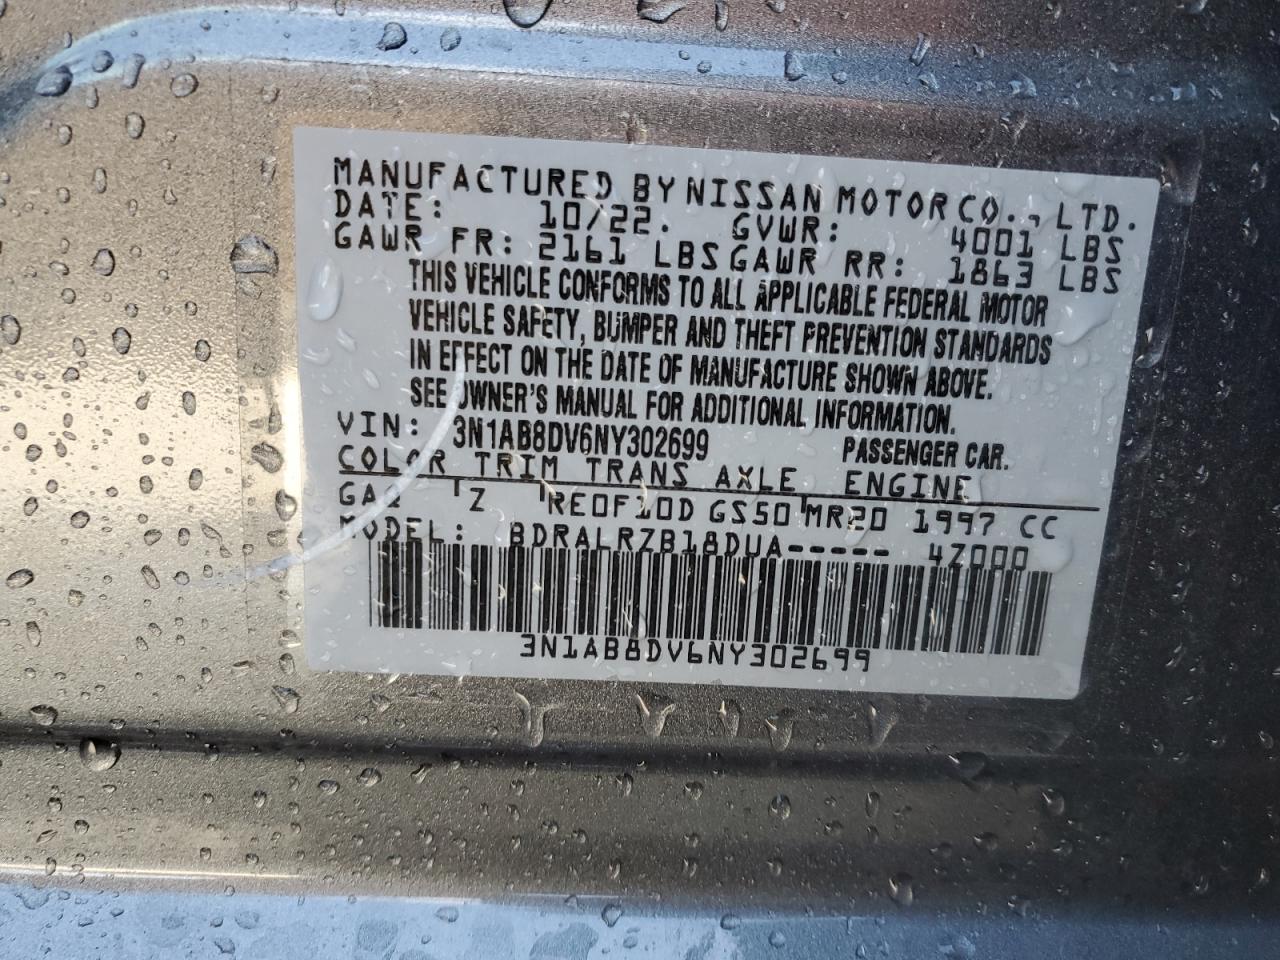 MANUFACTURED BY NISSAN MOTOR CO., LTD.
DATE: 10/22. GVWR: 4001 LBS
GAWR FR: 2161 LBS GAWR RR: 1863 LBS
THIS VEHICLE CONFORMS TO ALL APPLICABLE FEDERAL MOTOR
VEHICLE SAFETY, BUMPER AND THEFT PREVENTION STANDARDS
IN EFFECT ON THE DATE OF MANUFACTURE SHOWN ABOVE.
SEE OWNER'S MANUAL FOR ADDITIONAL INFORMATION.
VIN: 3N1AB8DV6NY302699 PASSENGER CAR.
COLOR TRIM TRANS AXLE ENGINE
Z RE0F10D GS50 MR20 1997 CC
MODEL: BDRALRZB18DUA----- 4Z000
3N1AB8DV6NY302699